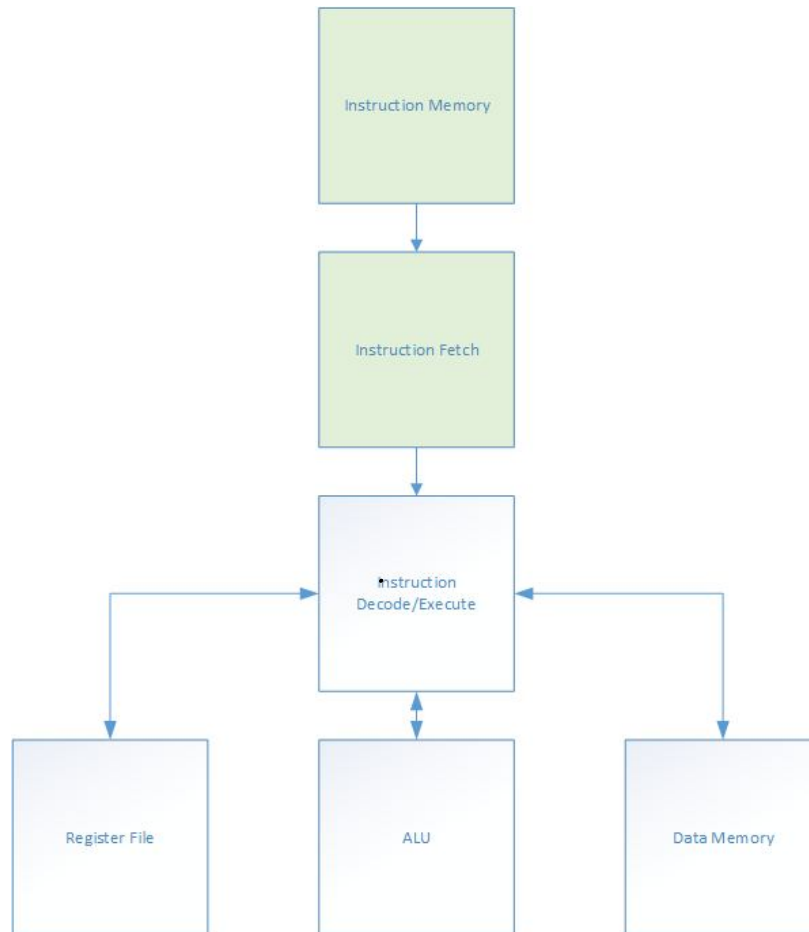 Instruction Memory
Instruction Fetch
Instruction
Decode/Execute
Register File
ALU
Data Memory